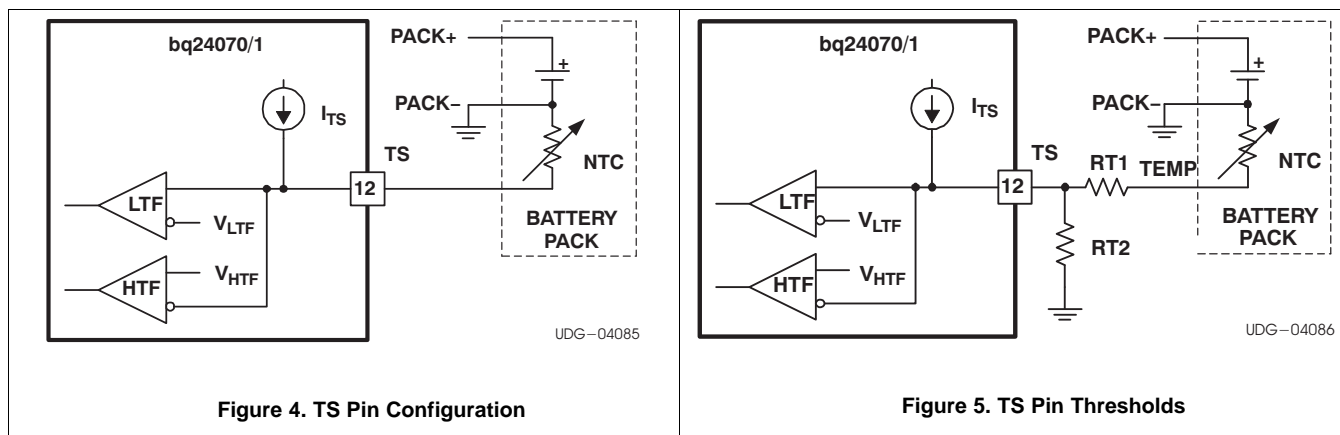 bq24070/1
PACK+
+
PACK−
I_TS
TS
NTC
12
LTF
V_LTF
BATTERY
PACK
V_HTF
HTF
UDG−04085
Figure 4. TS Pin Configuration
bq24070/1
PACK+
+
PACK−
I_TS
TS
RT1
TEMP
NTC
12
LTF
V_LTF
BATTERY
PACK
RT2
V_HTF
HTF
UDG−04086
Figure 5. TS Pin Thresholds